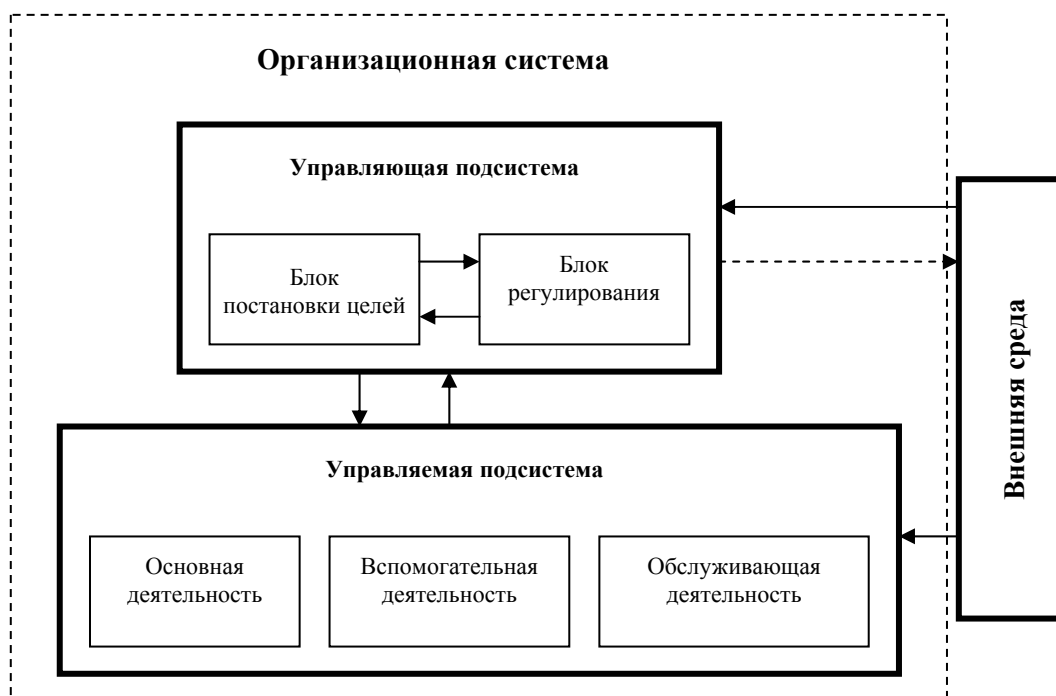 Организационная система
Управляющая подсистема
Блок
постановки целей
Блок
регулирования
Внешняя среда
Управляемая подсистема
Основная
деятельность
Вспомогательная
деятельность
Обслуживающая
деятельность